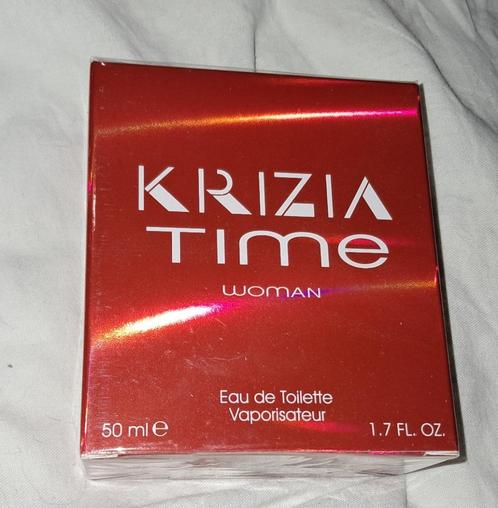 KRIZIA
TIME
WOMAN
Eau de Toilette
Vaporisateur
50 ml e 1.7 FL. OZ.